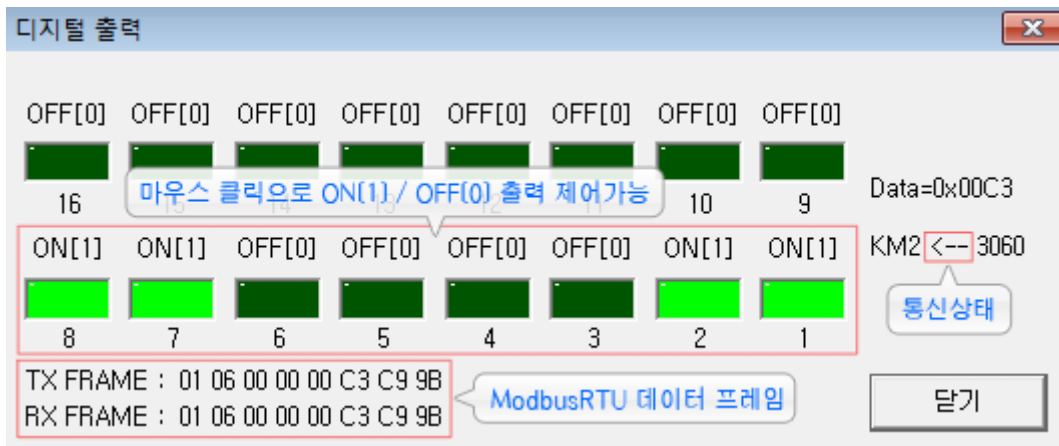 디지털 출력
OFF[0] OFF[0] OFF[0] OFF[0] OFF[0] OFF[0] OFF[0] OFF[0]
마우스 클릭으로 ON(1) / OFF(0) 출력 제어가능
16 15 14 13 12 11 10 9
Data=0x00C3
ON[1] ON[1] OFF[0] OFF[0] OFF[0] OFF[0] ON[1] ON[1]
KM2 <-- 3060
통신상태
8 7 6 5 4 3 2 1
TX FRAME : 01 06 00 00 00 C3 C9 9B
RX FRAME : 01 06 00 00 00 C3 C9 9B
ModbusRTU 데이터 프레임
닫기